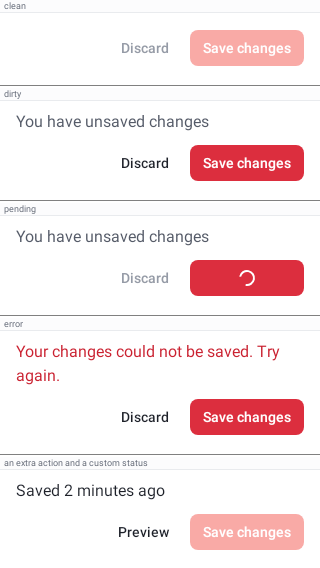 clean
Discard Save changes
dirty
You have unsaved changes
Discard Save changes
pending
You have unsaved changes
Discard
error
Your changes could not be saved. Try
again.
Discard Save changes
an extra action and a custom status
Saved 2 minutes ago
Preview Save changes